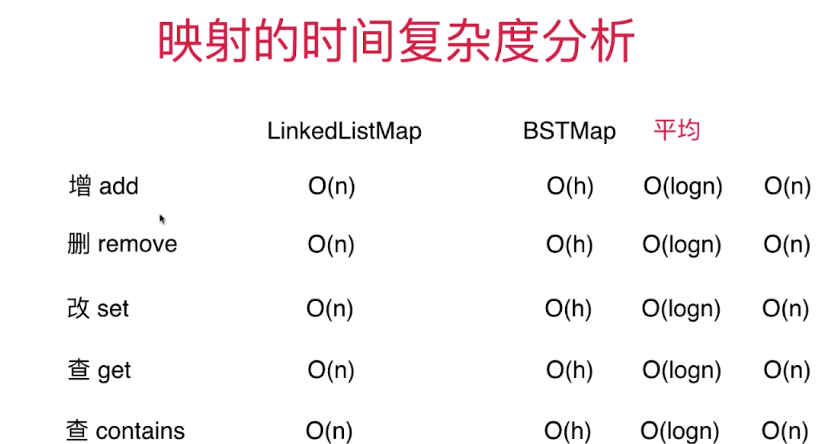 映射的时间复杂度分析
LinkedListMap BSTMap 平均
增 add O(n) O(h) O(logn) O(n)
删 remove O(n) O(h) O(logn) O(n)
改 set O(n) O(h) O(logn) O(n)
查 get O(n) O(h) O(logn) O(n)
查 contains O(n) O(h) O(logn) O(n)